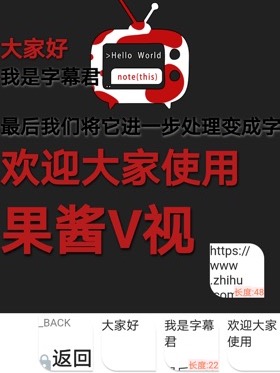 >Hello World
note(this)
大家好
我是字幕君
最后我们将它进一步处理变成字
欢迎大家使用
果酱V视
https://
www
.zhihu
.com
长度:48
_BACK
返回
大家好
我是字幕
君
长度:22
欢迎大家
使用